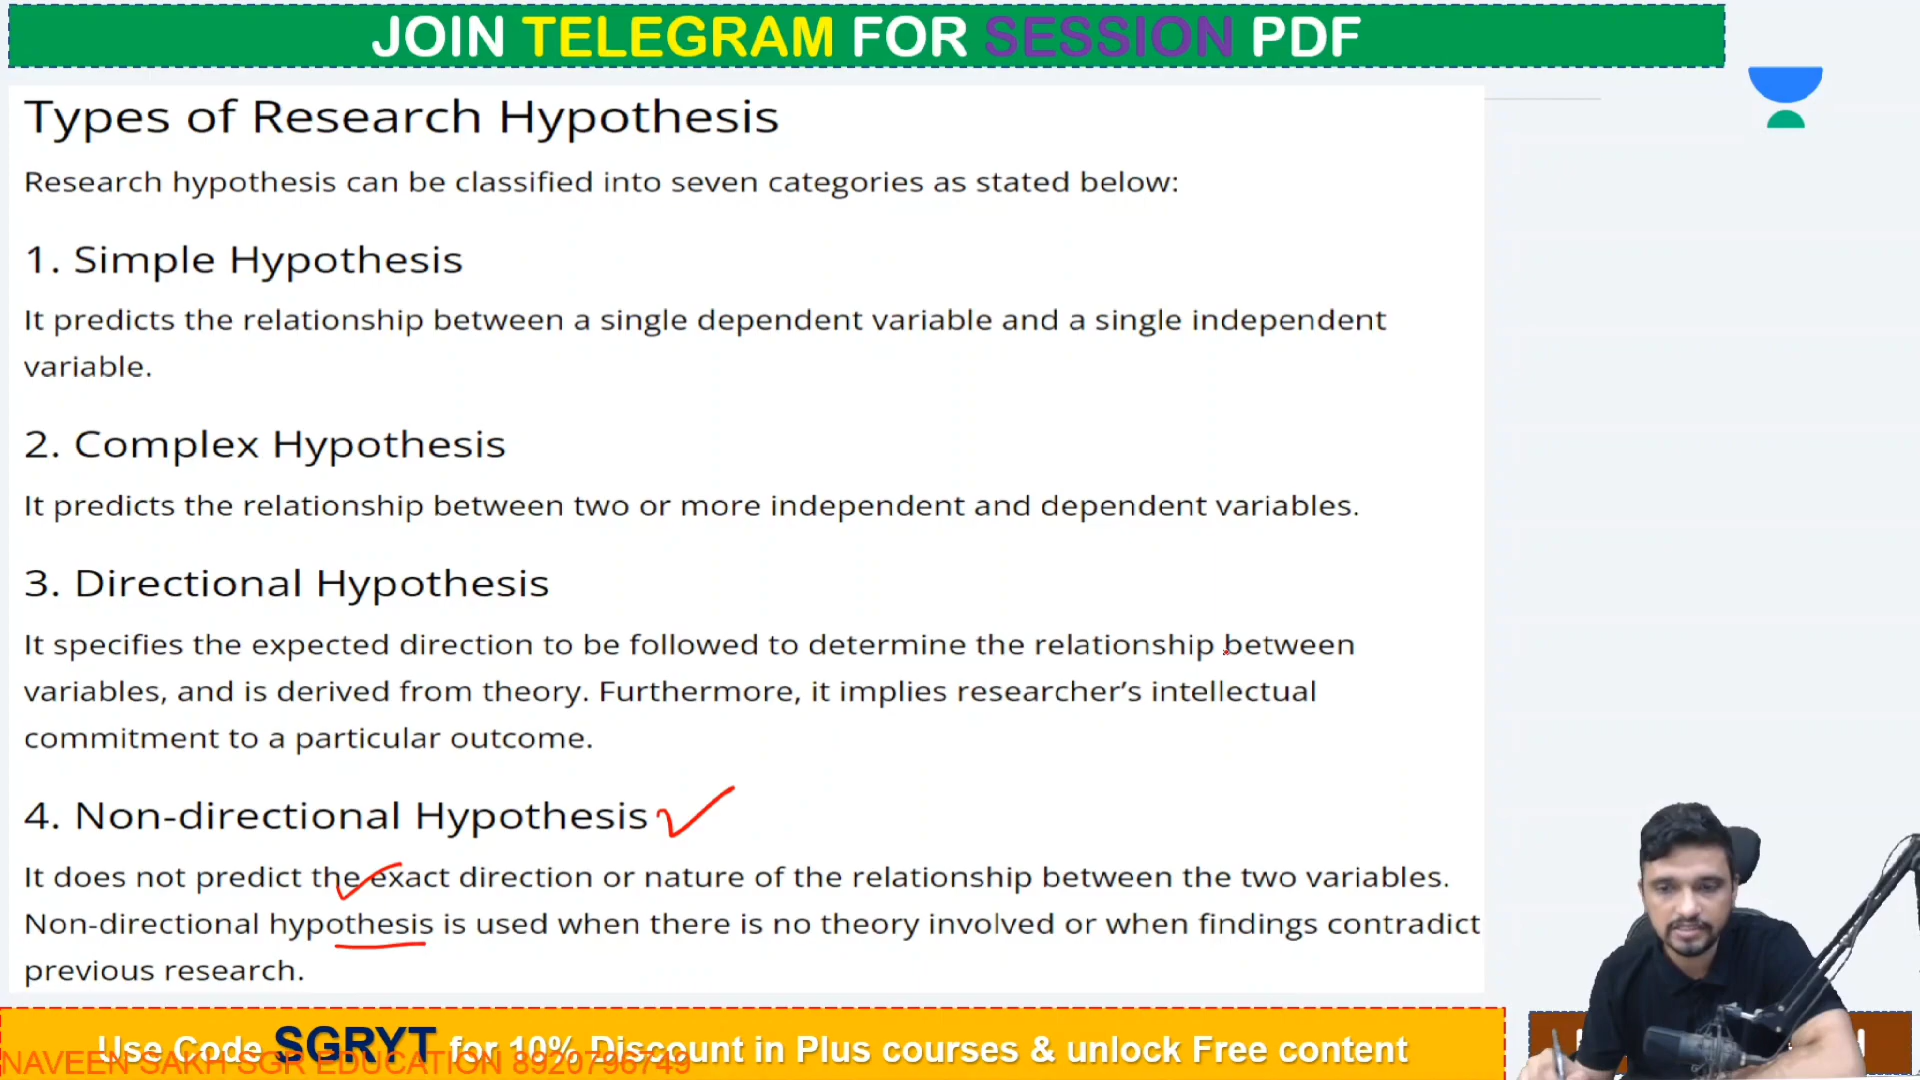 JOIN TELEGRAM FOR SESSION PDF
Types of Research Hypothesis
Research hypothesis can be classified into seven categories as stated below:
1. Simple Hypothesis
It predicts the relationship between a single dependent variable and a single independent
variable.
2. Complex Hypothesis
It predicts the relationship between two or more independent and dependent variables.
3. Directional Hypothesis
It specifies the expected direction to be followed to determine the relationship between
variables, and is derived from theory. Furthermore, it implies researcher’s intellectual
commitment to a particular outcome.
4. Non-directional Hypothesis
It does not predict the exact direction or nature of the relationship between the two variables.
Non-directional hypothesis is used when there is no theory involved or when findings contradict
previous research.
Use Code SGRYT for 10% Discount in Plus courses & unlock Free content
NAVEEN SAKH SGR EDUCATION 8920796749